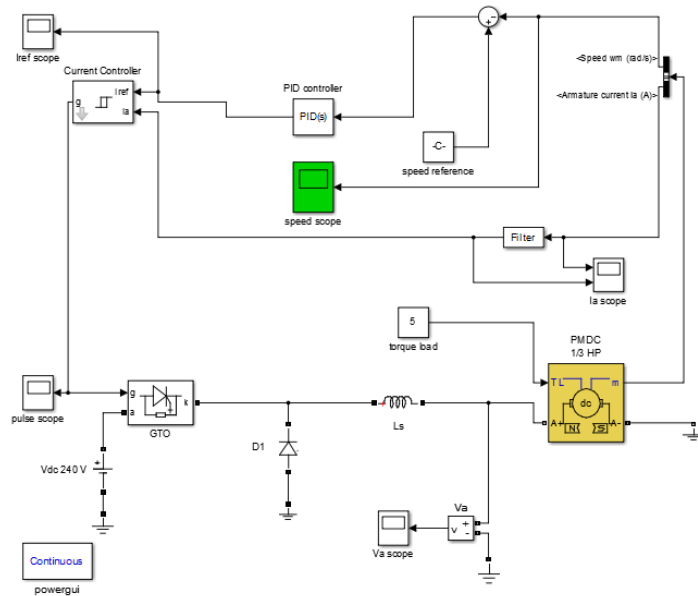 Iref scope
Current Controller
g
Iref
Ia
PID controller
PID(s)
+
-
<Speed wm (rad/s)>
<Armature current Ia (A)>
-C-
speed reference
speed scope
Filter
Ia scope
5
torque load
PMDC
1/3 HP
TL
m
dc
A+
N
S
A-
pulse scope
g
a
k
GTO
D1
Ls
Vdc 240 V
+
Va
v
+
-
Va scope
Continuous
powergui